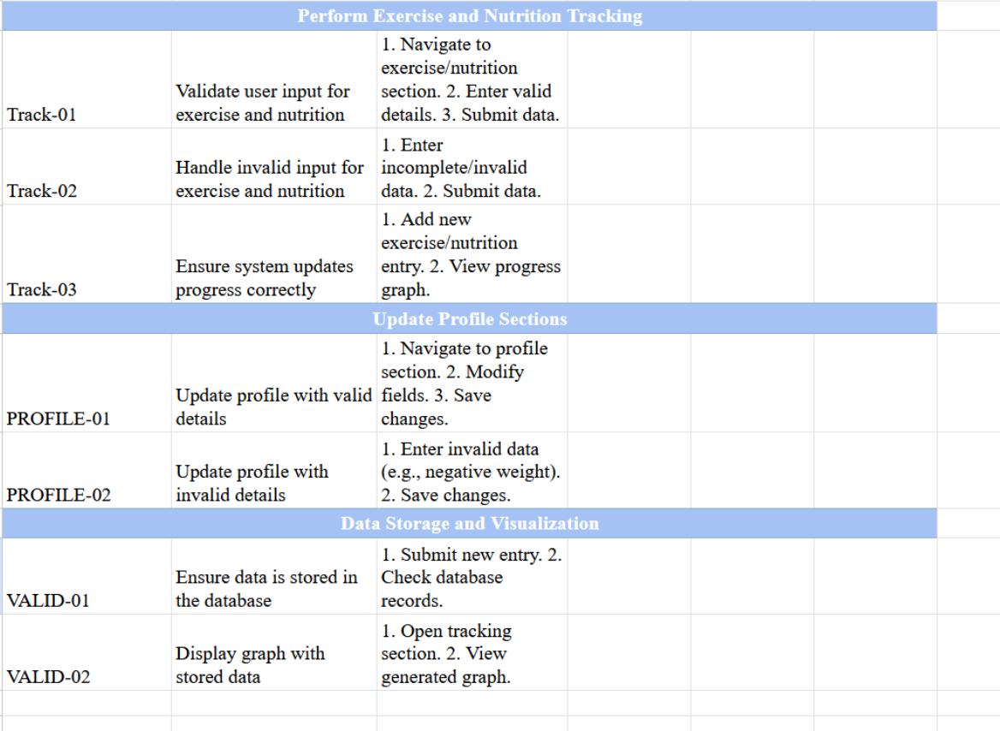 Perform Exercise and Nutrition Tracking
Track-01
Validate user input for
exercise and nutrition
1. Navigate to
exercise/nutrition
section. 2. Enter valid
details. 3. Submit data.
Track-02
Handle invalid input for
exercise and nutrition
1. Enter
incomplete/invalid
data. 2. Submit data.
Track-03
Ensure system updates
progress correctly
1. Add new
exercise/nutrition
entry. 2. View progress
graph.
Update Profile Sections
PROFILE-01
Update profile with valid
details
1. Navigate to profile
section. 2. Modify
fields. 3. Save
changes.
PROFILE-02
Update profile with
invalid details
1. Enter invalid data
(e.g., negative weight).
2. Save changes.
Data Storage and Visualization
VALID-01
Ensure data is stored in
the database
1. Submit new entry. 2.
Check database
records.
VALID-02
Display graph with
stored data
1. Open tracking
section. 2. View
generated graph.